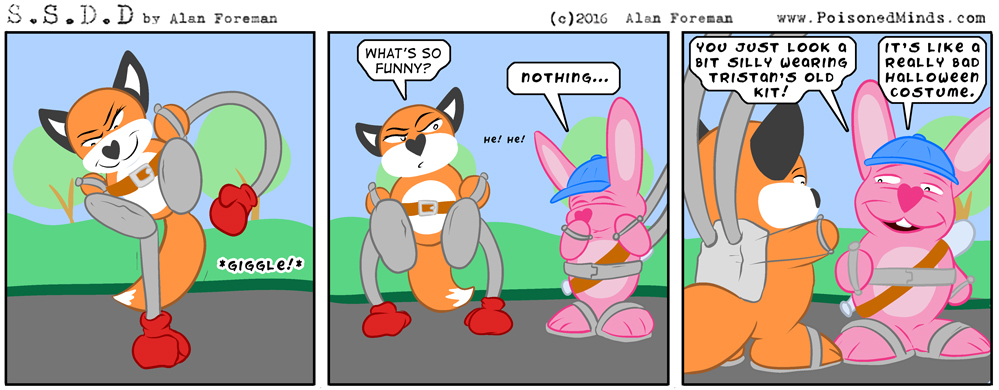 S.S.D.D by Alan Foreman (c)2016 Alan Foreman www.PoisonedMinds.com
*GIGGLE!*
WHAT'S SO
FUNNY?
HE! HE!
NOTHING...
YOU JUST LOOK A
BIT SILLY WEARING
TRISTAN'S OLD
KIT!
IT'S LIKE A
REALLY BAD
HALLOWEEN
COSTUME.